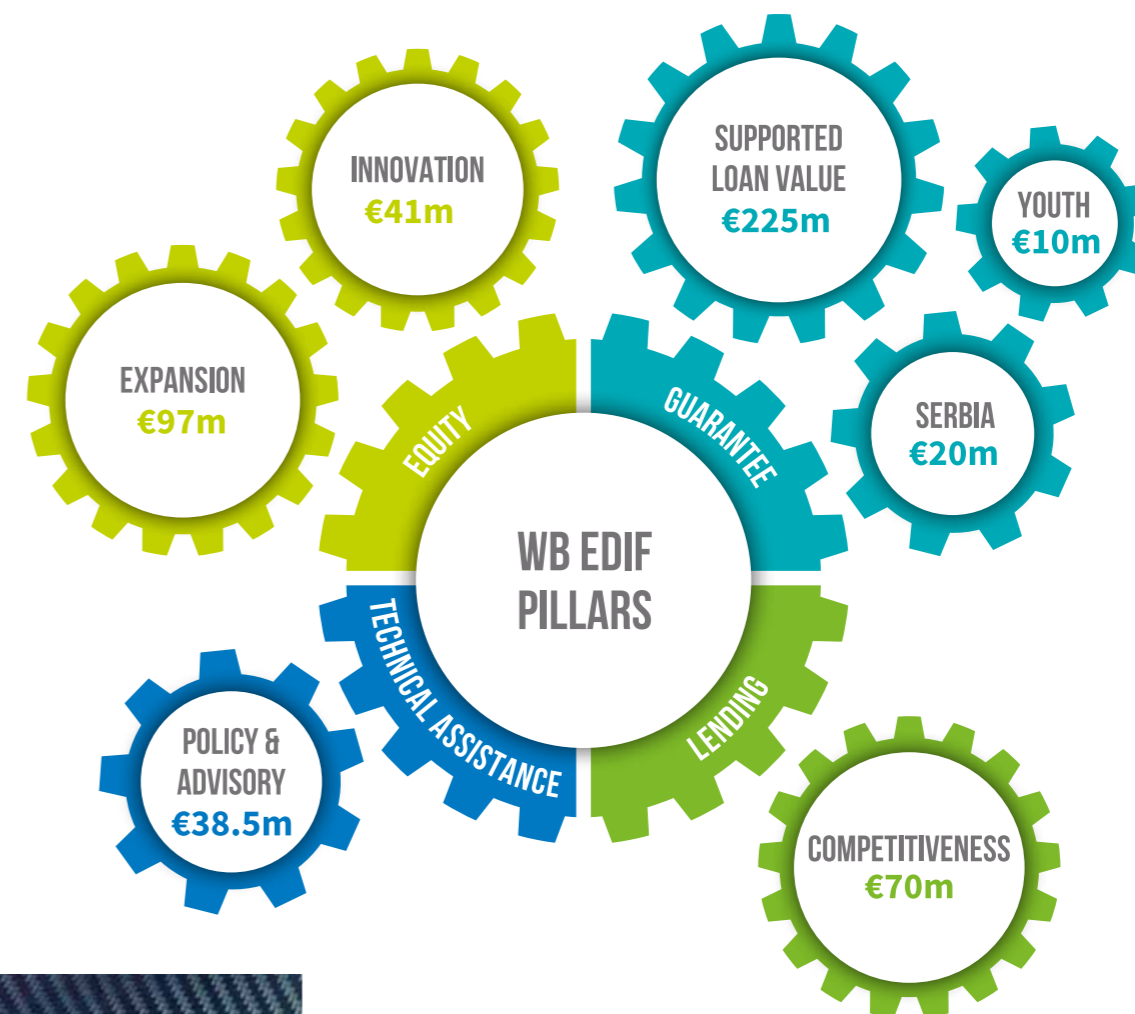 INNOVATION
€41m
SUPPORTED
LOAN VALUE
€225m
YOUTH
€10m
EXPANSION
€97m
SERBIA
€20m
EQUITY
GUARANTEE
WB EDIF
PILLARS
TECHNICAL ASSISTANCE
LENDING
POLICY &
ADVISORY
€38.5m
COMPETITIVENESS
€70m